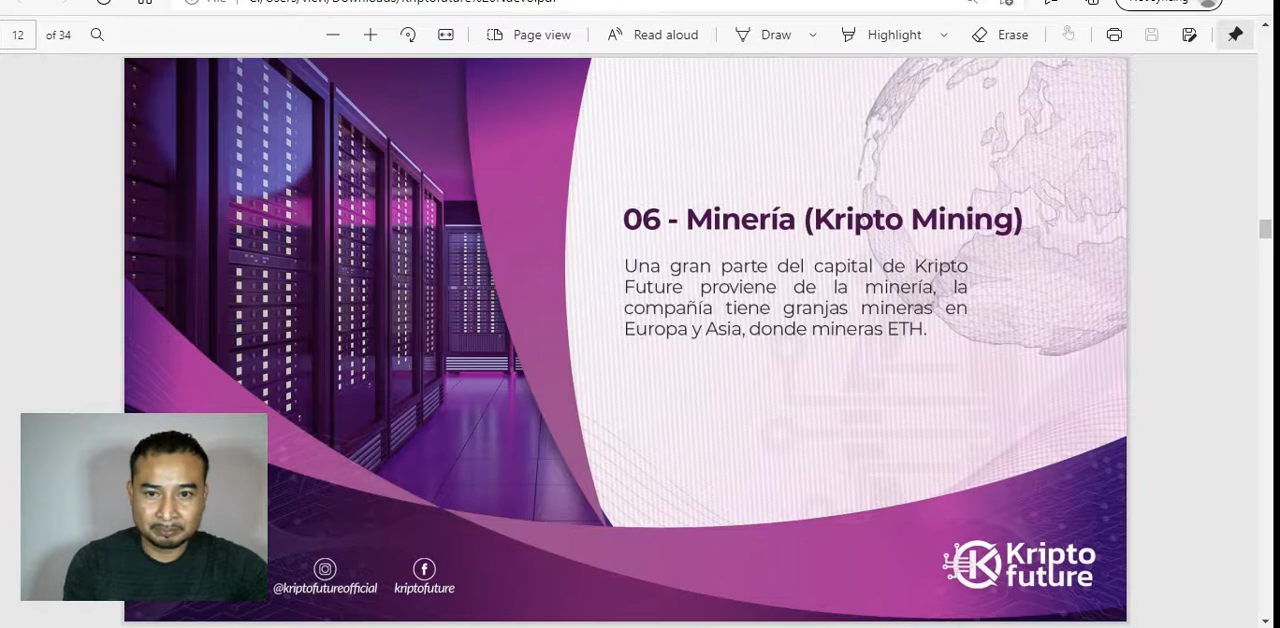 12
of 34
Page view
Read aloud
Draw
Highlight
Erase
06 - Minería (Kripto Mining)
Una gran parte del capital de Kripto
Future proviene de la minería, la
compañía tiene granjas mineras en
Europa y Asia, donde mineras ETH.
@kriptofutureofficial
kriptofuture
Kripto
future